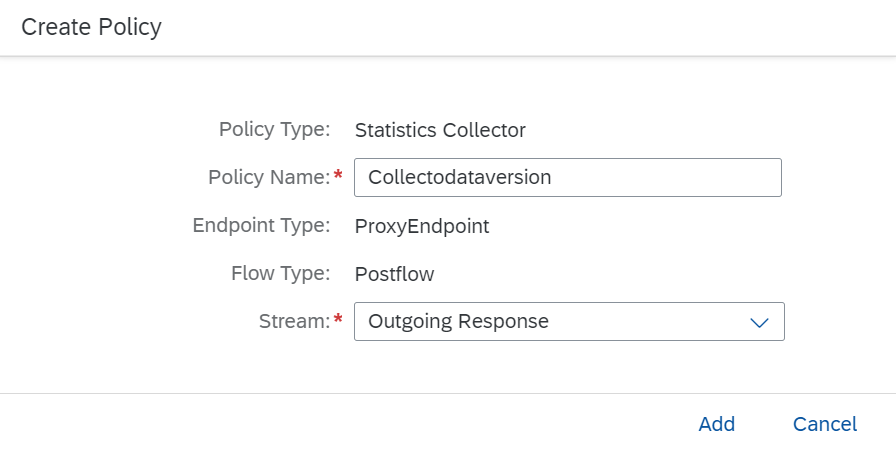 Create Policy
Policy Type: Statistics Collector
Policy Name:* Collectodataversion
Endpoint Type: ProxyEndpoint
Flow Type: Postflow
Stream:* Outgoing Response
Add Cancel